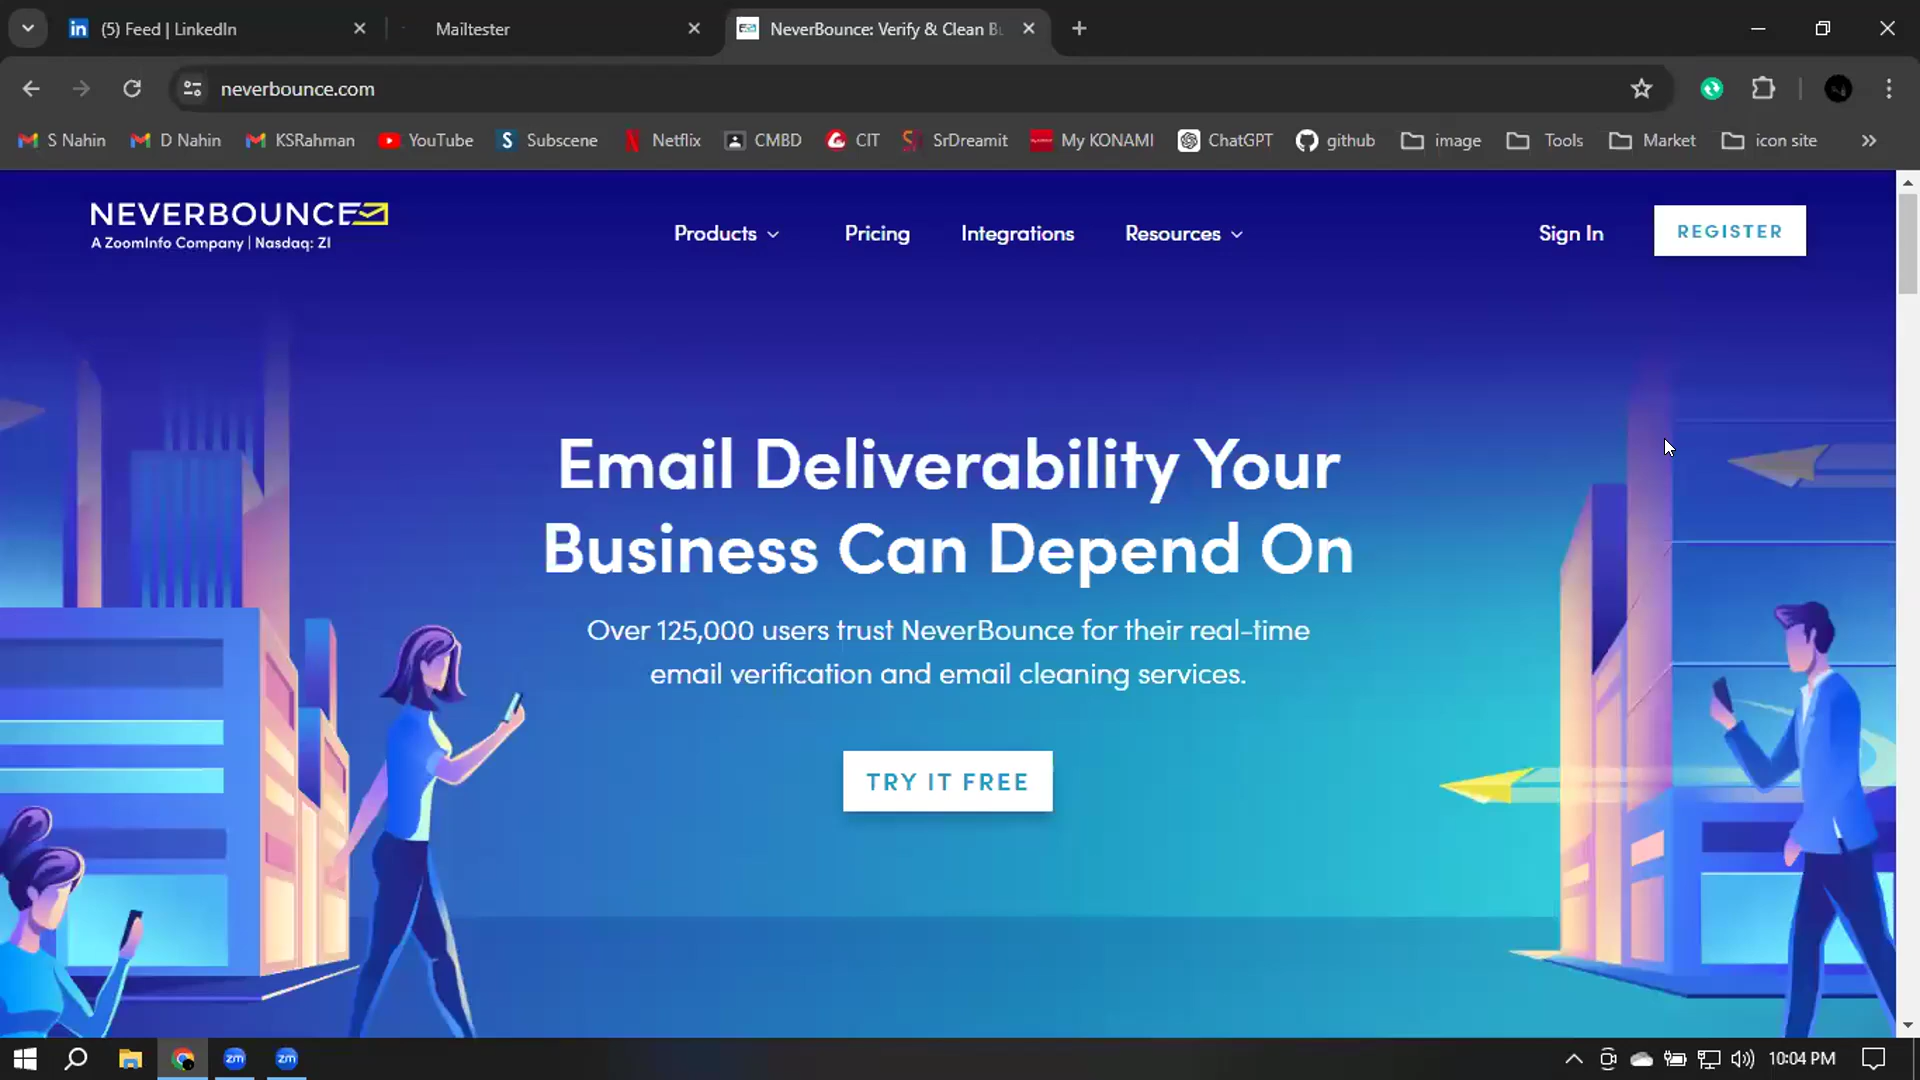 (5) Feed | LinkedIn
Mailtester
NeverBounce: Verify & Clean B
neverbounce.com
S Nahin
D Nahin
KSRahman
YouTube
Subscene
Netflix
CMBD
CIT
SrDreamit
My KONAMI
ChatGPT
github
image
Tools
Market
icon site
NEVERBOUNCE
A ZoomInfo Company | Nasdaq: ZI
Products
Pricing
Integrations
Resources
Sign In
REGISTER
Email Deliverability Your
Business Can Depend On
Over 125,000 users trust NeverBounce for their real-time
email verification and email cleaning services.
TRY IT FREE
zm
zm
10:04 PM